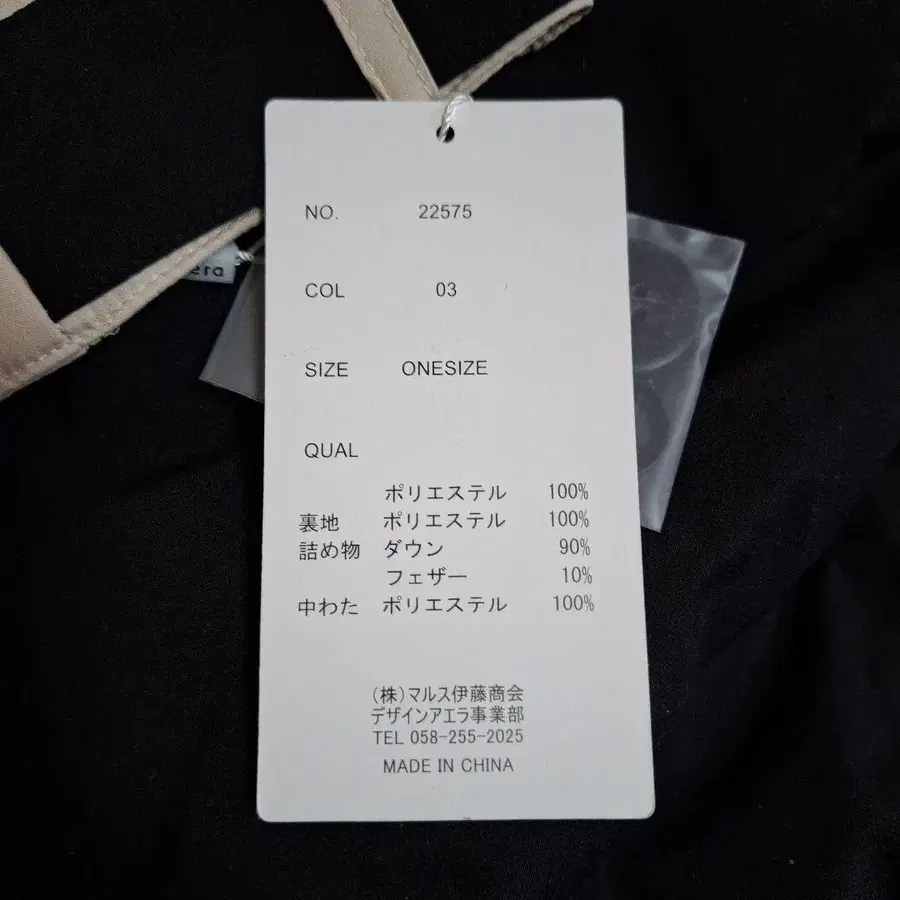 NO. 22575
COL 03
SIZE ONESIZE
QUAL
ポリエステル 100%
裏地 ポリエステル 100%
詰め物 ダウン 90%
フェザー 10%
中わた ポリエステル 100%
(株)マルス伊藤商会
デザインアエラ事業部
TEL 058-255-2025
MADE IN CHINA